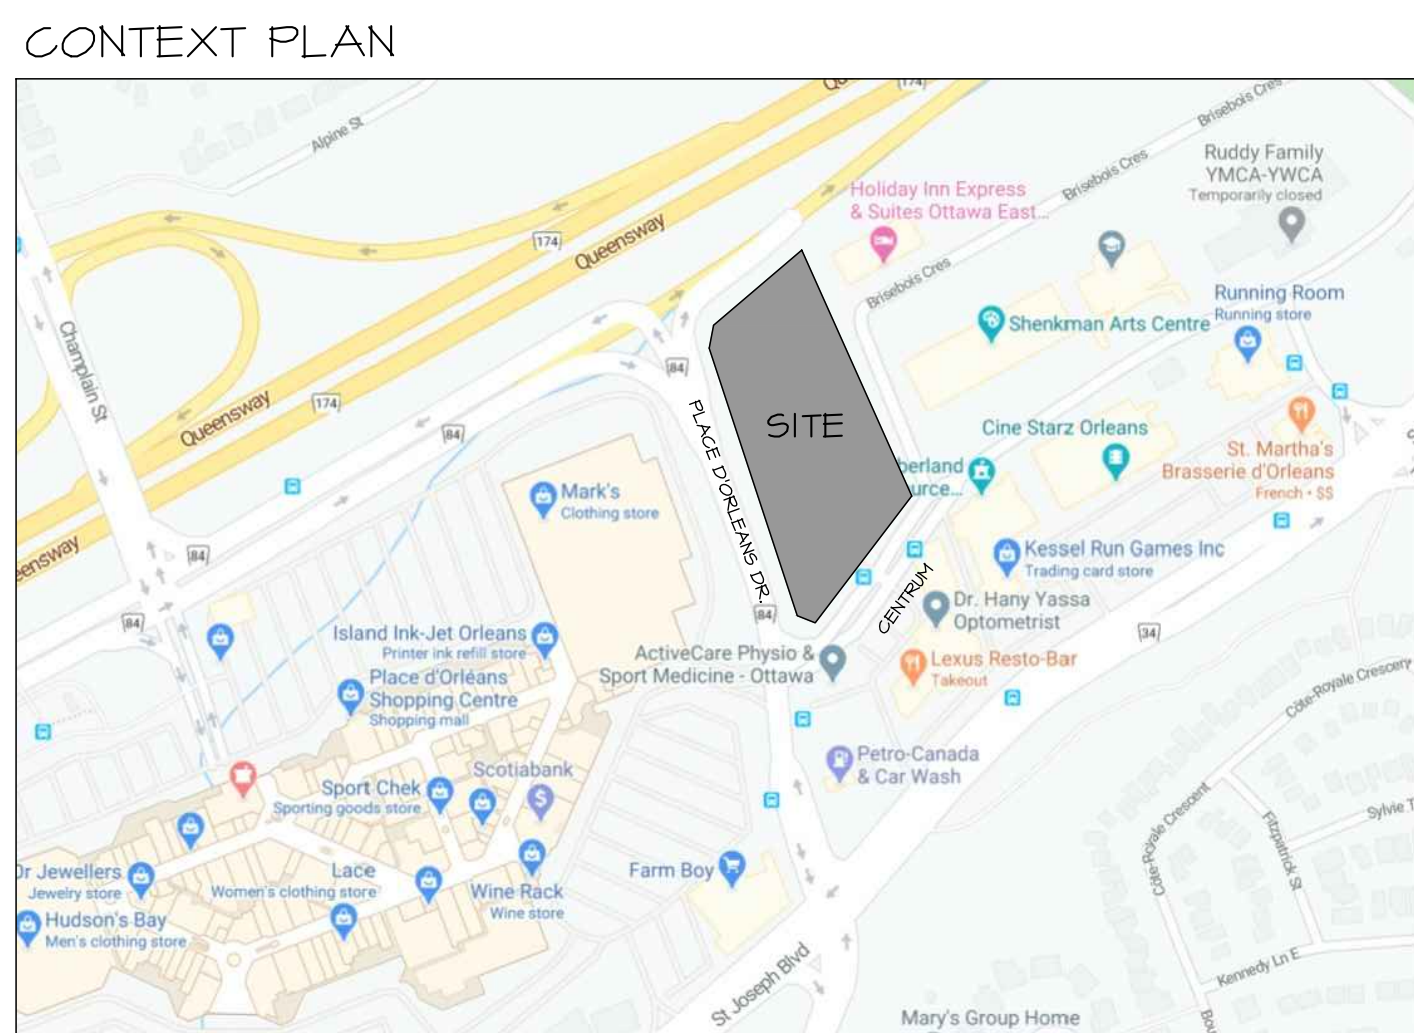 CONTEXT PLAN
174
Alpine St
Brisebois Cres
Ruddy Family
YMCA-YWCA
Temporarily closed
Brisebois Cres
Holiday Inn Express
& Suites Ottawa East...
174
Queensway
Brisebois Cres
Running Room
Running store
Shenkman Arts Centre
Champlain St
84
Queensway
174
84
PLACE D'ORLEANS DR.
SITE
Cine Starz Orleans
St. Martha's
Brasserie d'Orleans
French • $$
berland
urce...
Mark's
Clothing store
ensway
84
Kessel Run Games Inc
Trading card store
CENTRUM
84
84
Dr. Hany Yassa
Optometrist
34
Island Ink-Jet Orleans
Printer ink refill store
ActiveCare Physio &
Sport Medicine - Ottawa
Lexus Resto-Bar
Takeout
Place d'Orléans
Shopping Centre
Shopping mall
Côte-Royale Crescent
Petro-Canada
& Car Wash
Scotiabank
Sport Chek
Sporting goods store
Côte-Royale Crescent
Fitzpatrick St
Sylvie T
Or Jewellers
Jewelry store
Lace
Women's clothing store
Wine Rack
Wine store
Farm Boy
Hudson's Bay
Men's clothing store
St Joseph Blvd
Kennedy Ln E
Mary's Group Home